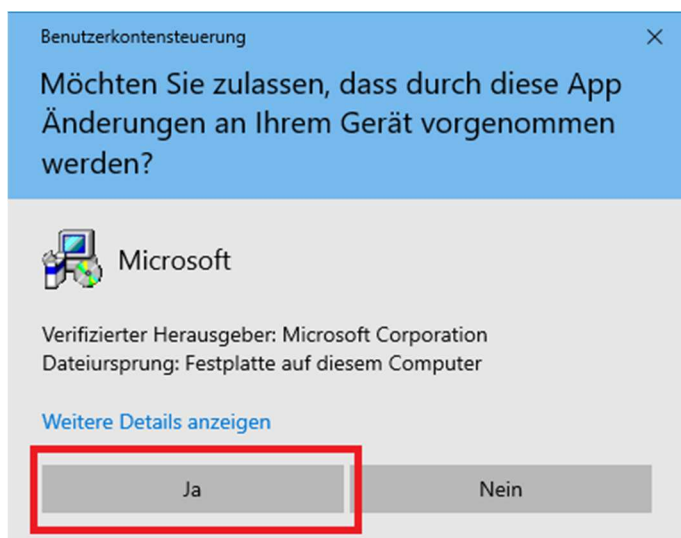 Benutzerkontensteuerung
Möchten Sie zulassen, dass durch diese App
Änderungen an Ihrem Gerät vorgenommen
werden?
Microsoft
Verifizierter Herausgeber: Microsoft Corporation
Dateiursprung: Festplatte auf diesem Computer
Weitere Details anzeigen
Ja
Nein